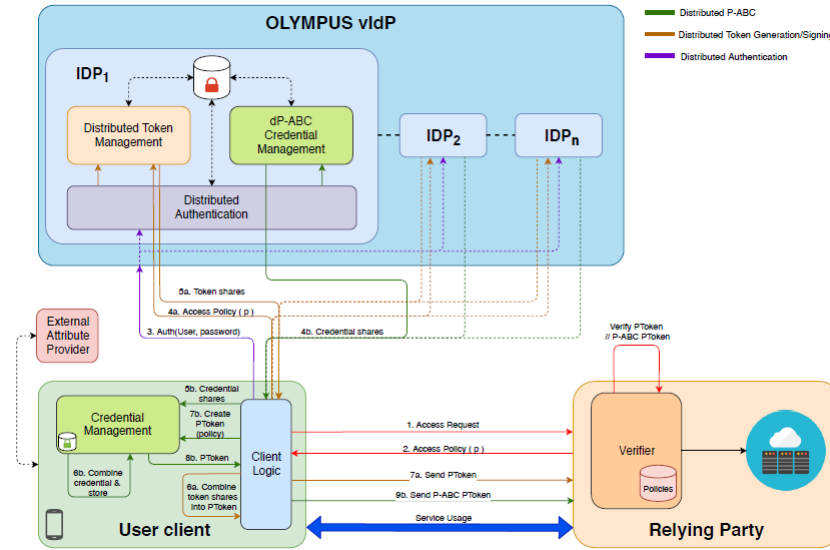 OLYMPUS vIdP
Distributed P-ABC
Distributed Token Generation/Signing
Distributed Authentication
IDP1
Distributed Token
Management
dP-ABC
Credential
Management
IDP2
IDPn
Distributed
Authentication
5a. Token shares
4a. Access Policy ( p )
3. Auth(User, password)
4b. Credential shares
External
Attribute
Provider
Verify PToken
// P-ABC PToken
5b. Credential
shares
Credential
Management
7b. Create
PToken
(policy)
8b. PToken
6b. Combine
credential &
store
6a. Combine
token shares
into PToken
Client
Logic
User client
1. Access Request
2. Access Policy ( p )
7a. Send PToken
9b. Send P-ABC PToken
Service Usage
Verifier
Policies
Relying Party